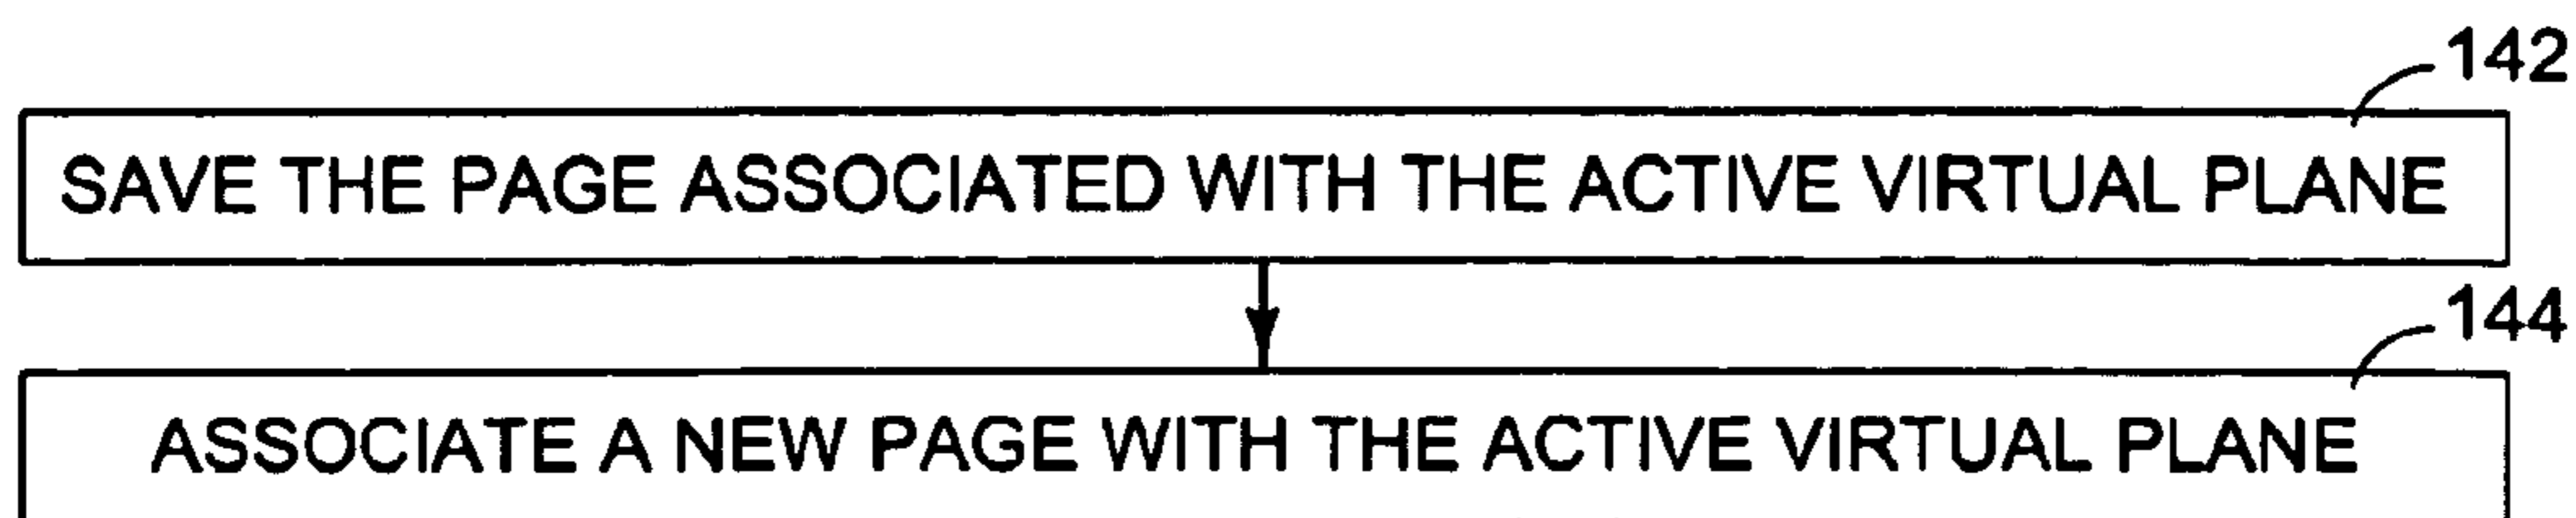 142
SAVE THE PAGE ASSOCIATED WITH THE ACTIVE VIRTUAL PLANE
144
ASSOCIATE A NEW PAGE WITH THE ACTIVE VIRTUAL PLANE